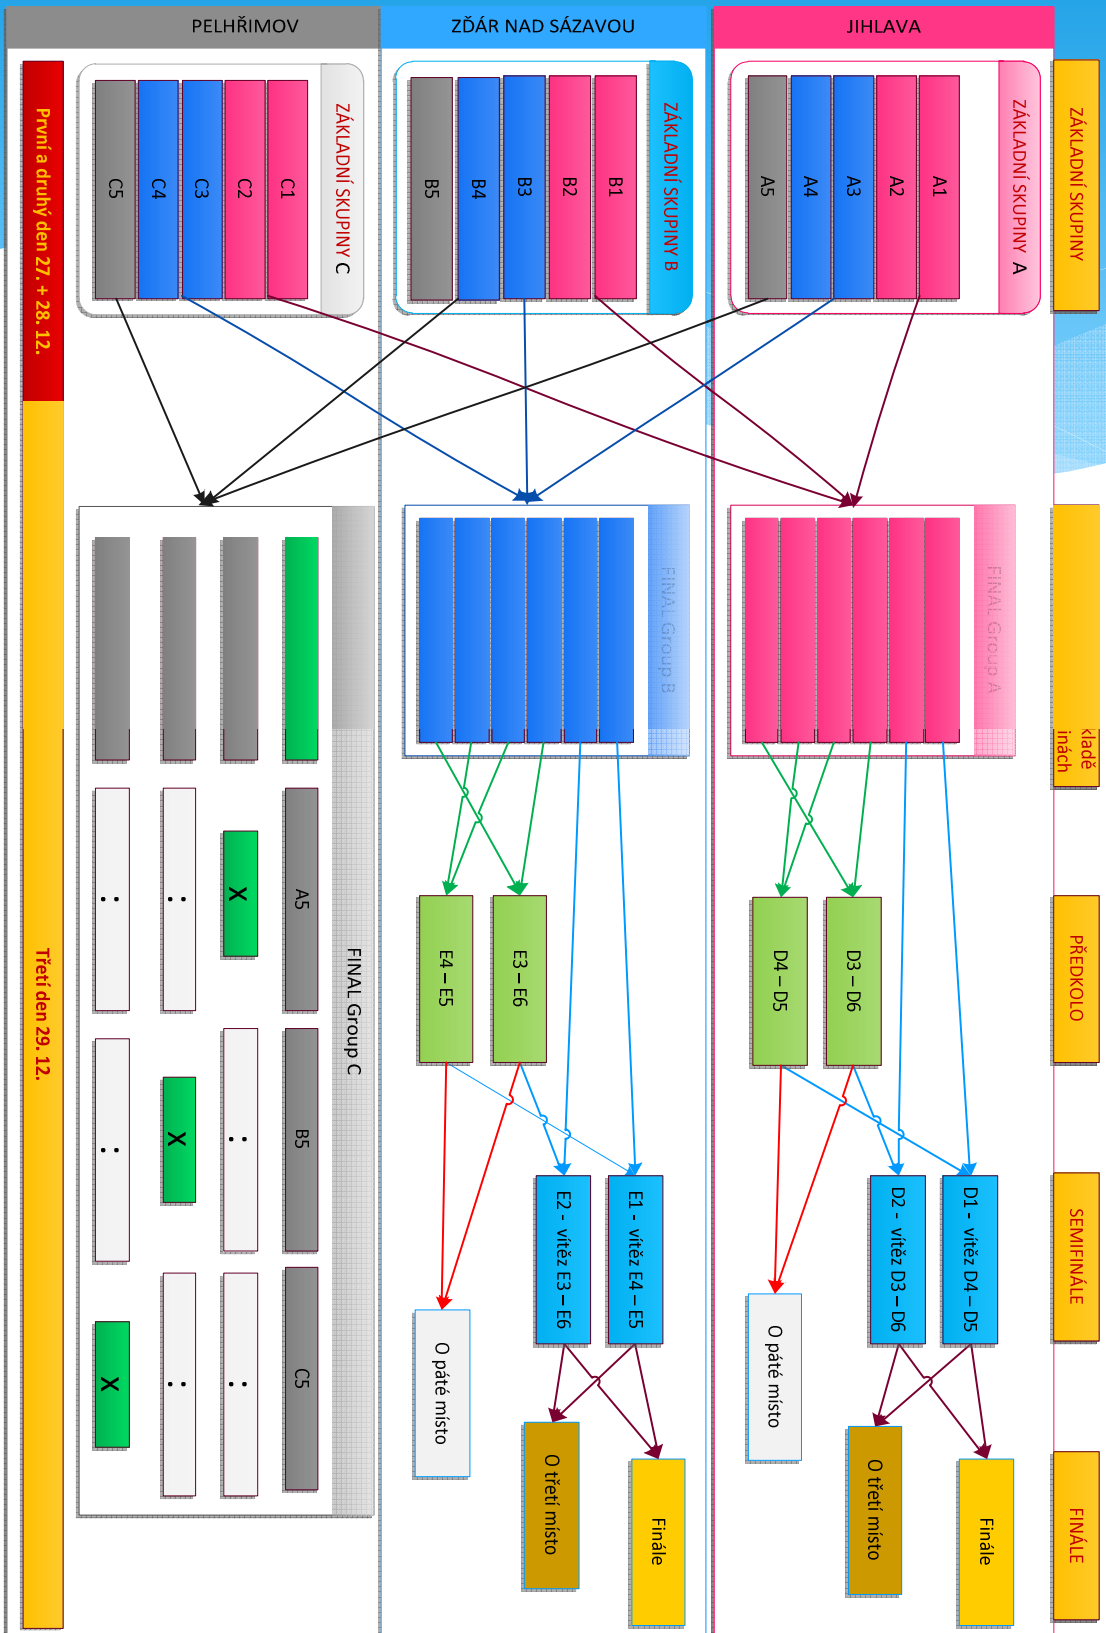 PELHŘIMOV
ZĎÁR NAD SÁZAVOU
JIHLAVA
ZÁKLADNÍ SKUPINY
kladě
inách
PŘEDKOLO
SEMIFINÁLE
FINÁLE
ZÁKLADNÍ SKUPINY A
A1
A2
A3
A4
A5
FINAL Group A
D3 – D6
D4 – D5
D1 - vítěz D4 – D5
D2 - vítěz D3 – D6
O páté místo
Finále
O třetí místo
ZÁKLADNÍ SKUPINY B
B1
B2
B3
B4
B5
FINAL Group B
E3 – E6
E4 – E5
E1 - vítěz E4 – E5
E2 - vítěz E3 – E6
O páté místo
Finále
O třetí místo
ZÁKLADNÍ SKUPINY C
C1
C2
C3
C4
C5
FINAL Group C
A5
B5
C5
X
:
:
:
X
:
:
:
X
První a druhý den 27. + 28. 12.
Třetí den 29. 12.